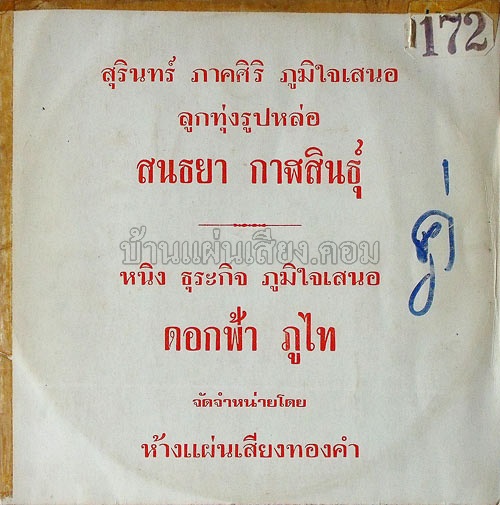 172
สุรินทร์ ภาคศิริ ภูมิใจเสนอ
ลูกทุ่งรูปหล่อ
สนธยา กาฬสินธุ์
บ้านแผ่นเสียง.คอม
หนิง ธุระกิจ ภูมิใจเสนอ
ดอกฟ้า ภูไท
จัดจำหน่ายโดย
ห้างแผ่นเสียงทองคำ